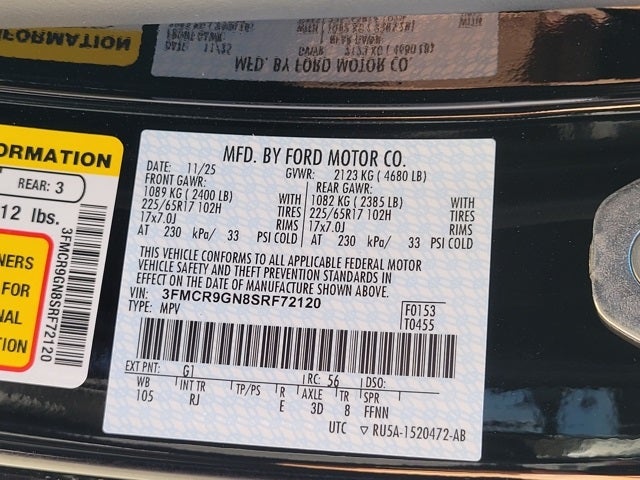 MFD. BY FORD MOTOR CO.
ORMATION
REAR: 3
12 lbs.
NERS
FOR
NAL
TION
3FMCR9GN8SRF72120
MFD. BY FORD MOTOR CO.
DATE: 11/25 GVWR: 2123 KG ( 4680 LB)
FRONT GAWR: REAR GAWR:
1089 KG ( 2400 LB) WITH 1082 KG ( 2385 LB) WITH
225/65R17 102H TIRES 225/65R17 102H TIRES
17x7.0J RIMS 17x7.0J RIMS
AT 230 kPa/ 33 PSI COLD AT 230 kPa/ 33 PSI COLD
THIS VEHICLE CONFORMS TO ALL APPLICABLE FEDERAL MOTOR
VEHICLE SAFETY AND THEFT PREVENTION STANDARDS IN
EFFECT ON THE DATE OF MANUFACTURE SHOWN ABOVE.
VIN: 3FMCR9GN8SRF72120
TYPE: MPV
F0153
T0455
EXT PNT: G1 RC: 56 DSO:
WB INT TR TP/PS R AXLE TR SPR
105 RJ E 3D 8 FFNN
UTC ▽ RU5A-1520472-AB